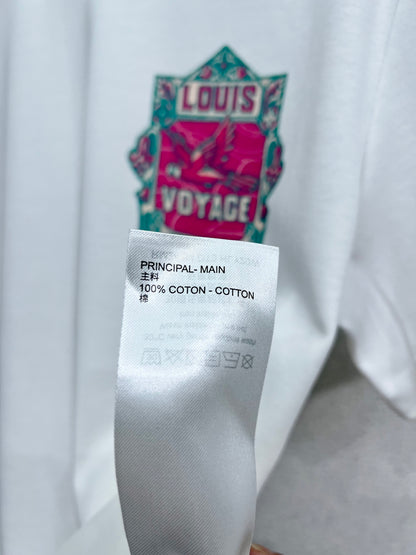 LOUIS
VOYAGE
PRINCIPAL- MAIN
主料
100% COTON - COTTON
棉